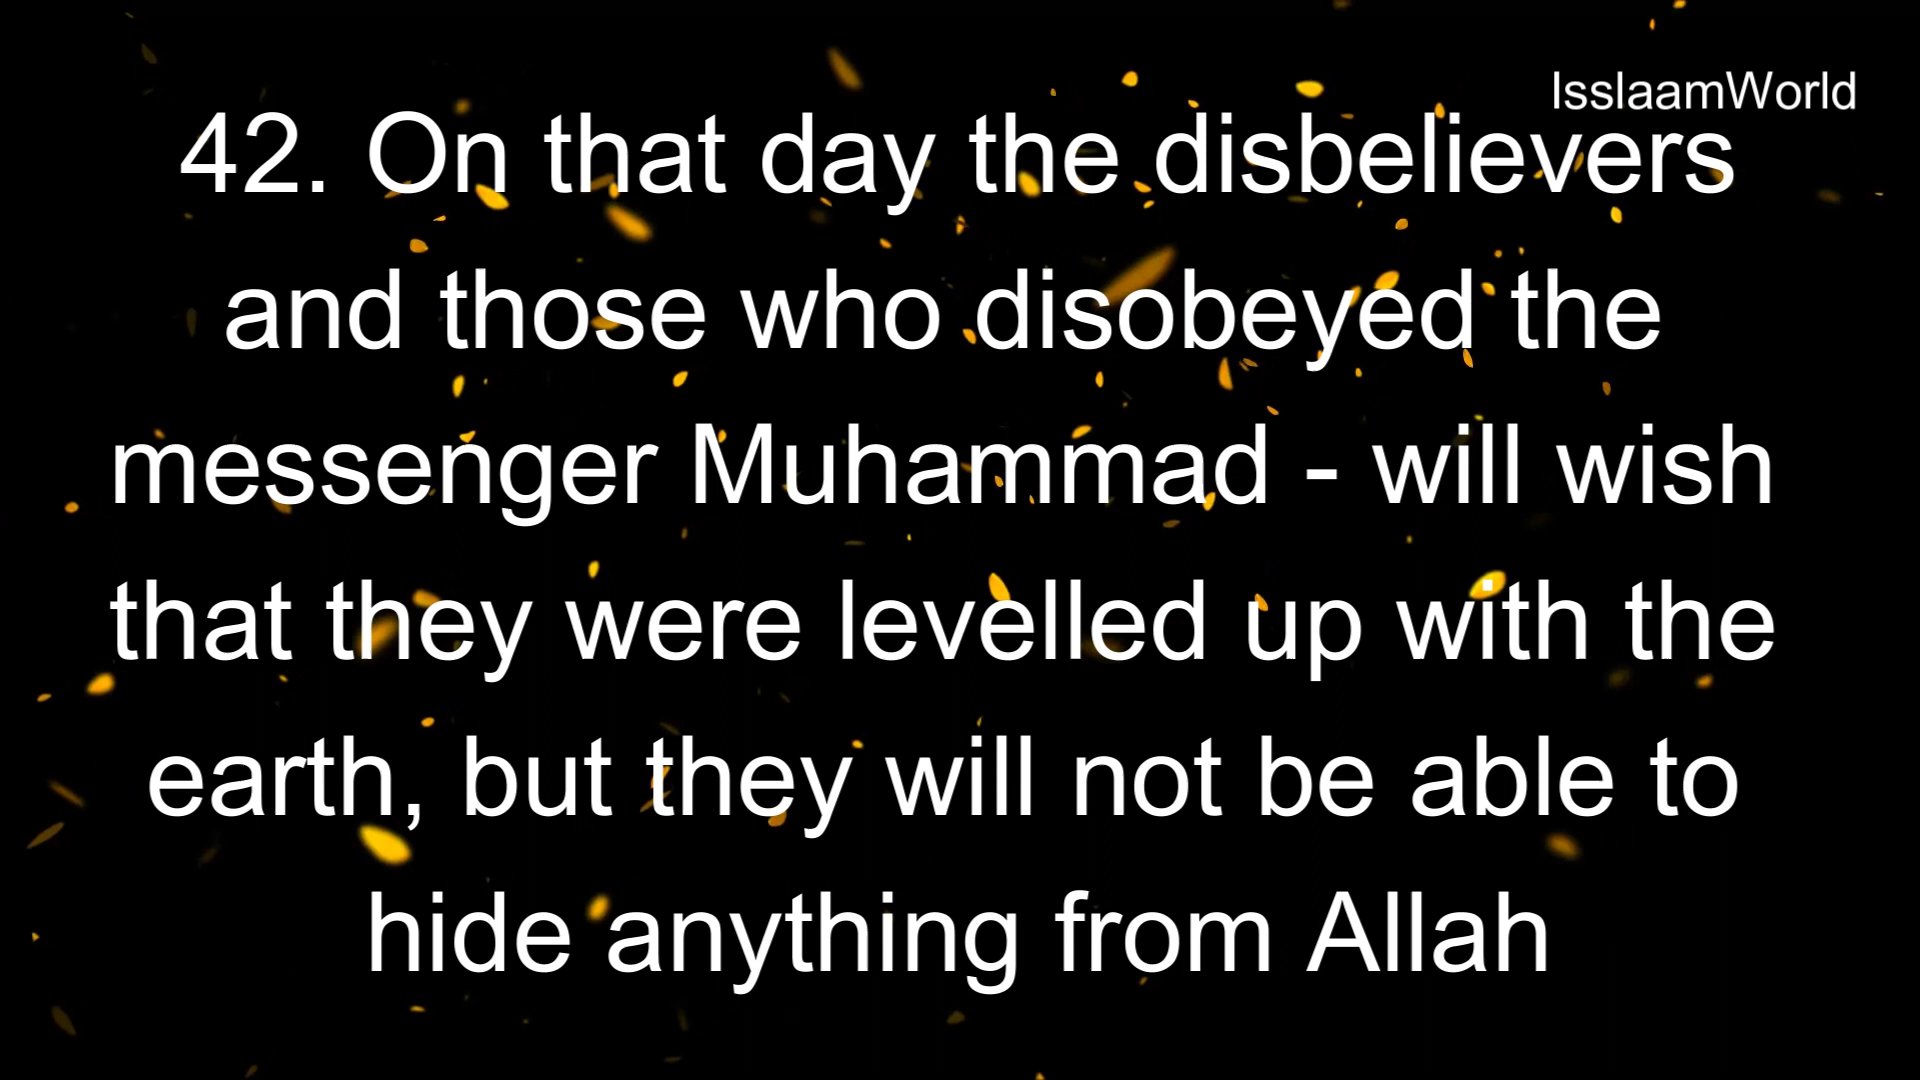 IsslaamWorld
42. On that day the disbelievers
and those who disobeyed the
messenger Muhammad - will wish
that they were levelled up with the
earth, but they will not be able to
hide anything from Allah